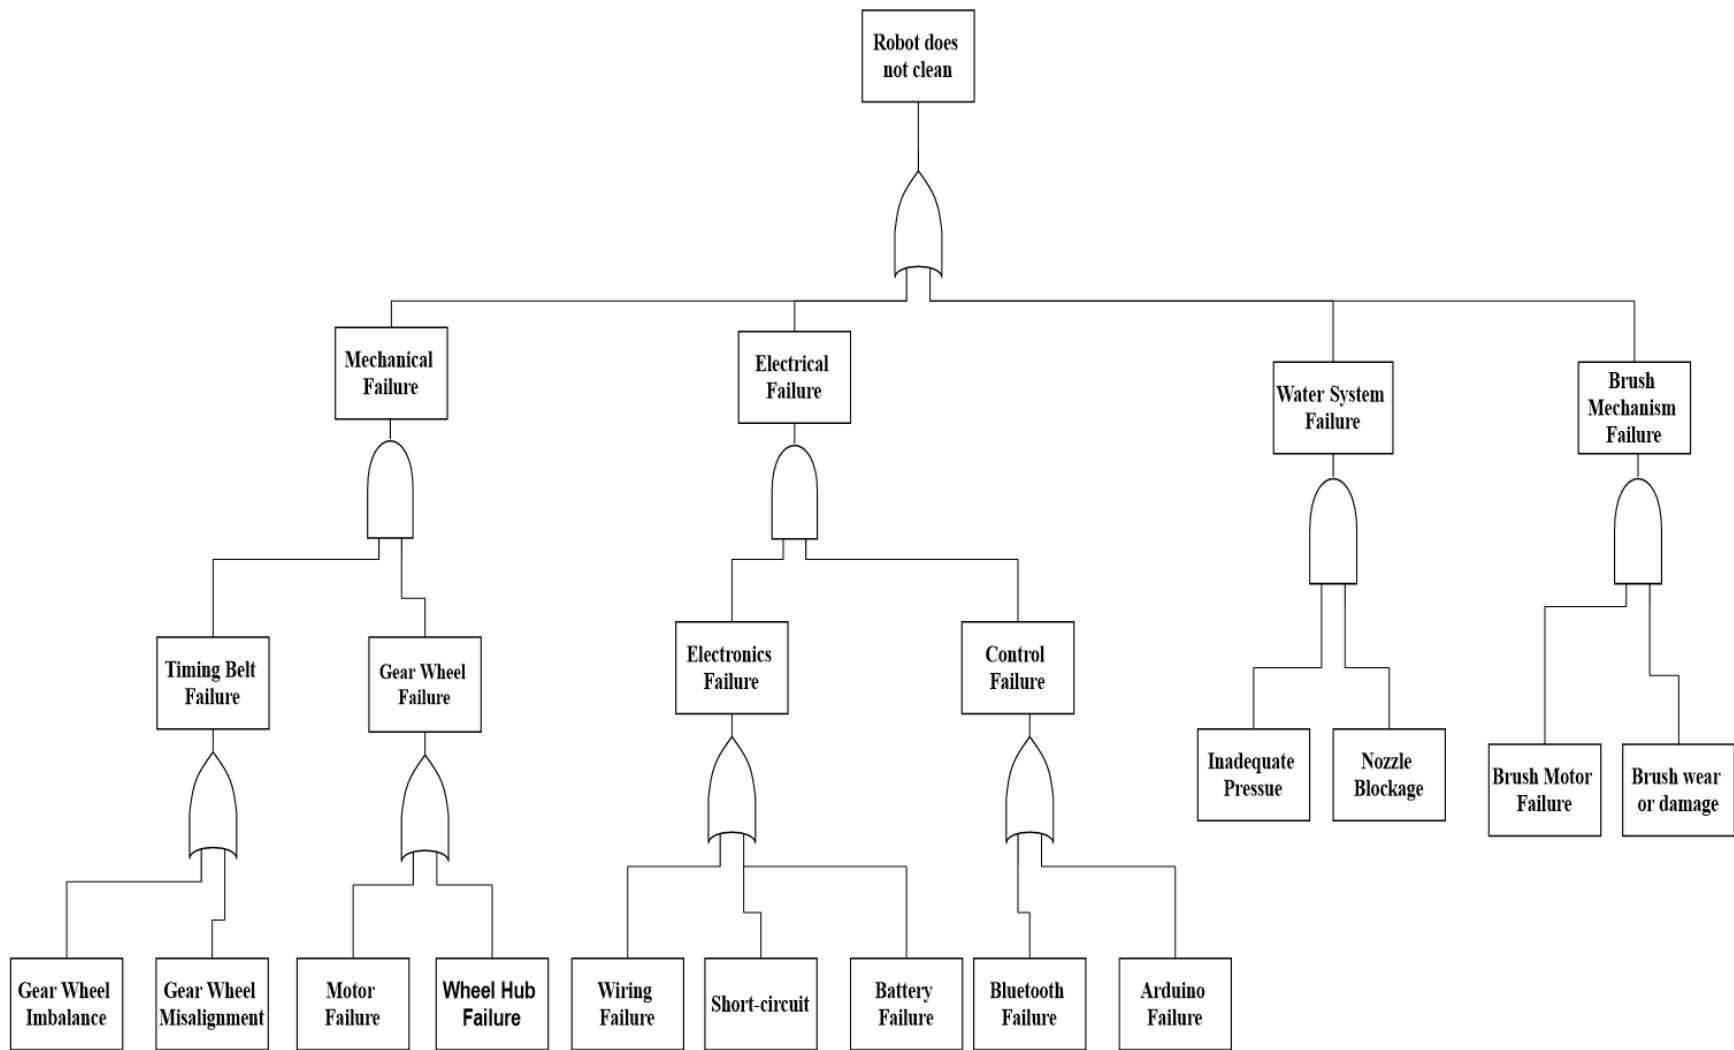 Robot does
not clean
Mechanical
Failure
Electrical
Failure
Water System
Failure
Brush
Mechanism
Failure
Timing Belt
Failure
Gear Wheel
Failure
Electronics
Failure
Control
Failure
Inadequate
Pressue
Nozzle
Blockage
Brush Motor
Failure
Brush wear
or damage
Gear Wheel
Imbalance
Gear Wheel
Misalignment
Motor
Failure
Wheel Hub
Failure
Wiring
Failure
Short-circuit
Battery
Failure
Bluetooth
Failure
Arduino
Failure